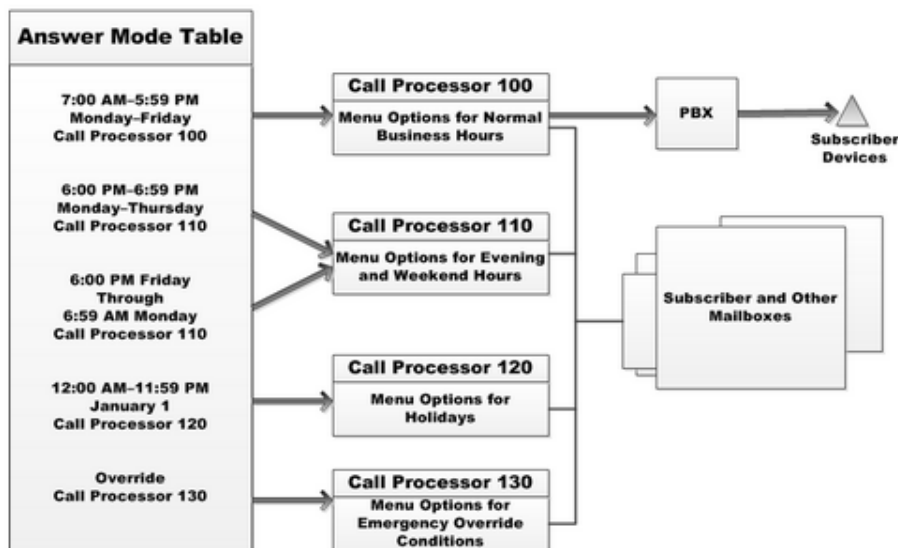 Answer Mode Table
7:00 AM–5:59 PM
Monday–Friday
Call Processor 100
6:00 PM–6:59 PM
Monday–Thursday
Call Processor 110
6:00 PM Friday
Through
6:59 AM Monday
Call Processor 110
12:00 AM–11:59 PM
January 1
Call Processor 120
Override
Call Processor 130
Call Processor 100
Menu Options for Normal
Business Hours
Call Processor 110
Menu Options for Evening
and Weekend Hours
Call Processor 120
Menu Options for
Holidays
Call Processor 130
Menu Options for
Emergency Override
Conditions
PBX
Subscriber
Devices
Subscriber and Other
Mailboxes